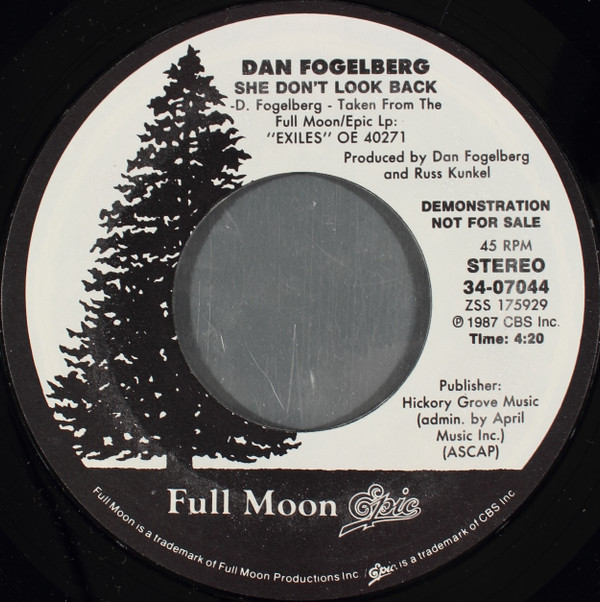 DAN FOGELBERG
SHE DON'T LOOK BACK
-D. Fogelberg - Taken From The
Full Moon/Epic Lp:
"EXILES" OE 40271
Produced by Dan Fogelberg
and Russ Kunkel
DEMONSTRATION
NOT FOR SALE
45 RPM
STEREO
34-07044
ZSS 175929
℗ 1987 CBS Inc.
Time: 4:20
Publisher:
Hickory Grove Music
(admin. by April
Music Inc.)
(ASCAP)
Full Moon Epic
Full Moon is a trademark of Full Moon Productions Inc / Epic is a trademark of CBS Inc